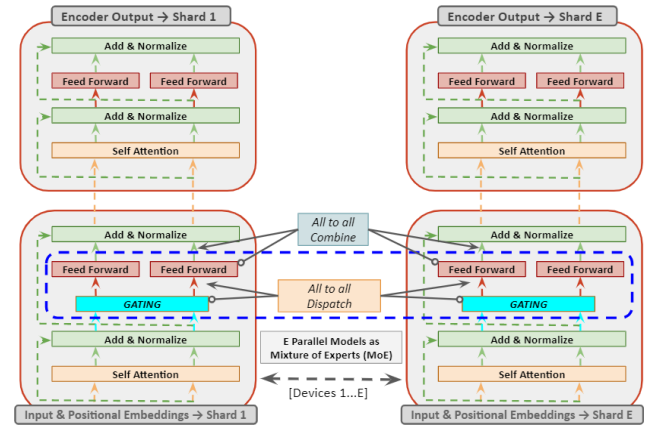 Encoder Output → Shard 1
Encoder Output → Shard E
Add & Normalize
Add & Normalize
Feed Forward
Feed Forward
Feed Forward
Feed Forward
Add & Normalize
Add & Normalize
Self Attention
Self Attention
Add & Normalize
All to all
Combine
Add & Normalize
Feed Forward
Feed Forward
Feed Forward
Feed Forward
GATING
All to all
Dispatch
GATING
Add & Normalize
E Parallel Models as
Mixture of Experts (MoE)
Add & Normalize
Self Attention
Self Attention
[Devices 1...E]
Input & Positional Embeddings → Shard 1
Input & Positional Embeddings → Shard E